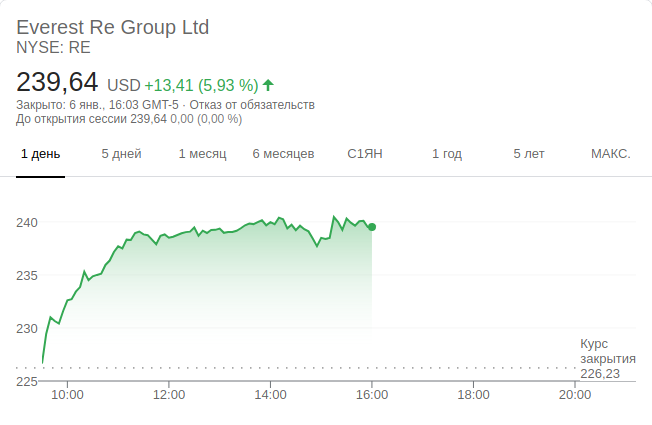 Everest Re Group Ltd
NYSE: RE
239,64 USD +13,41 (5,93 %)
Закрыто: 6 янв., 16:03 GMT-5 · Отказ от обязательств
До открытия сессии 239,64 0,00 (0,00 %)
1 день 5 дней 1 месяц 6 месяцев С1ЯН 1 год 5 лет МАКС.
240
235
230
Курс
закрытия
226,23
225
10:00 12:00 14:00 16:00 18:00 20:00